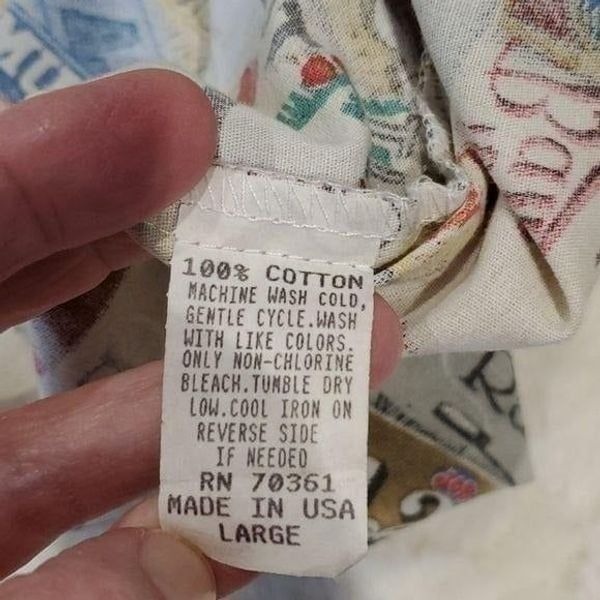 100% COTTON
MACHINE WASH COLD,
GENTLE CYCLE.WASH
WITH LIKE COLORS.
ONLY NON-CHLORINE
BLEACH.TUMBLE DRY
LOW.COOL IRON ON
REVERSE SIDE
IF NEEDED
RN 70361
MADE IN USA
LARGE